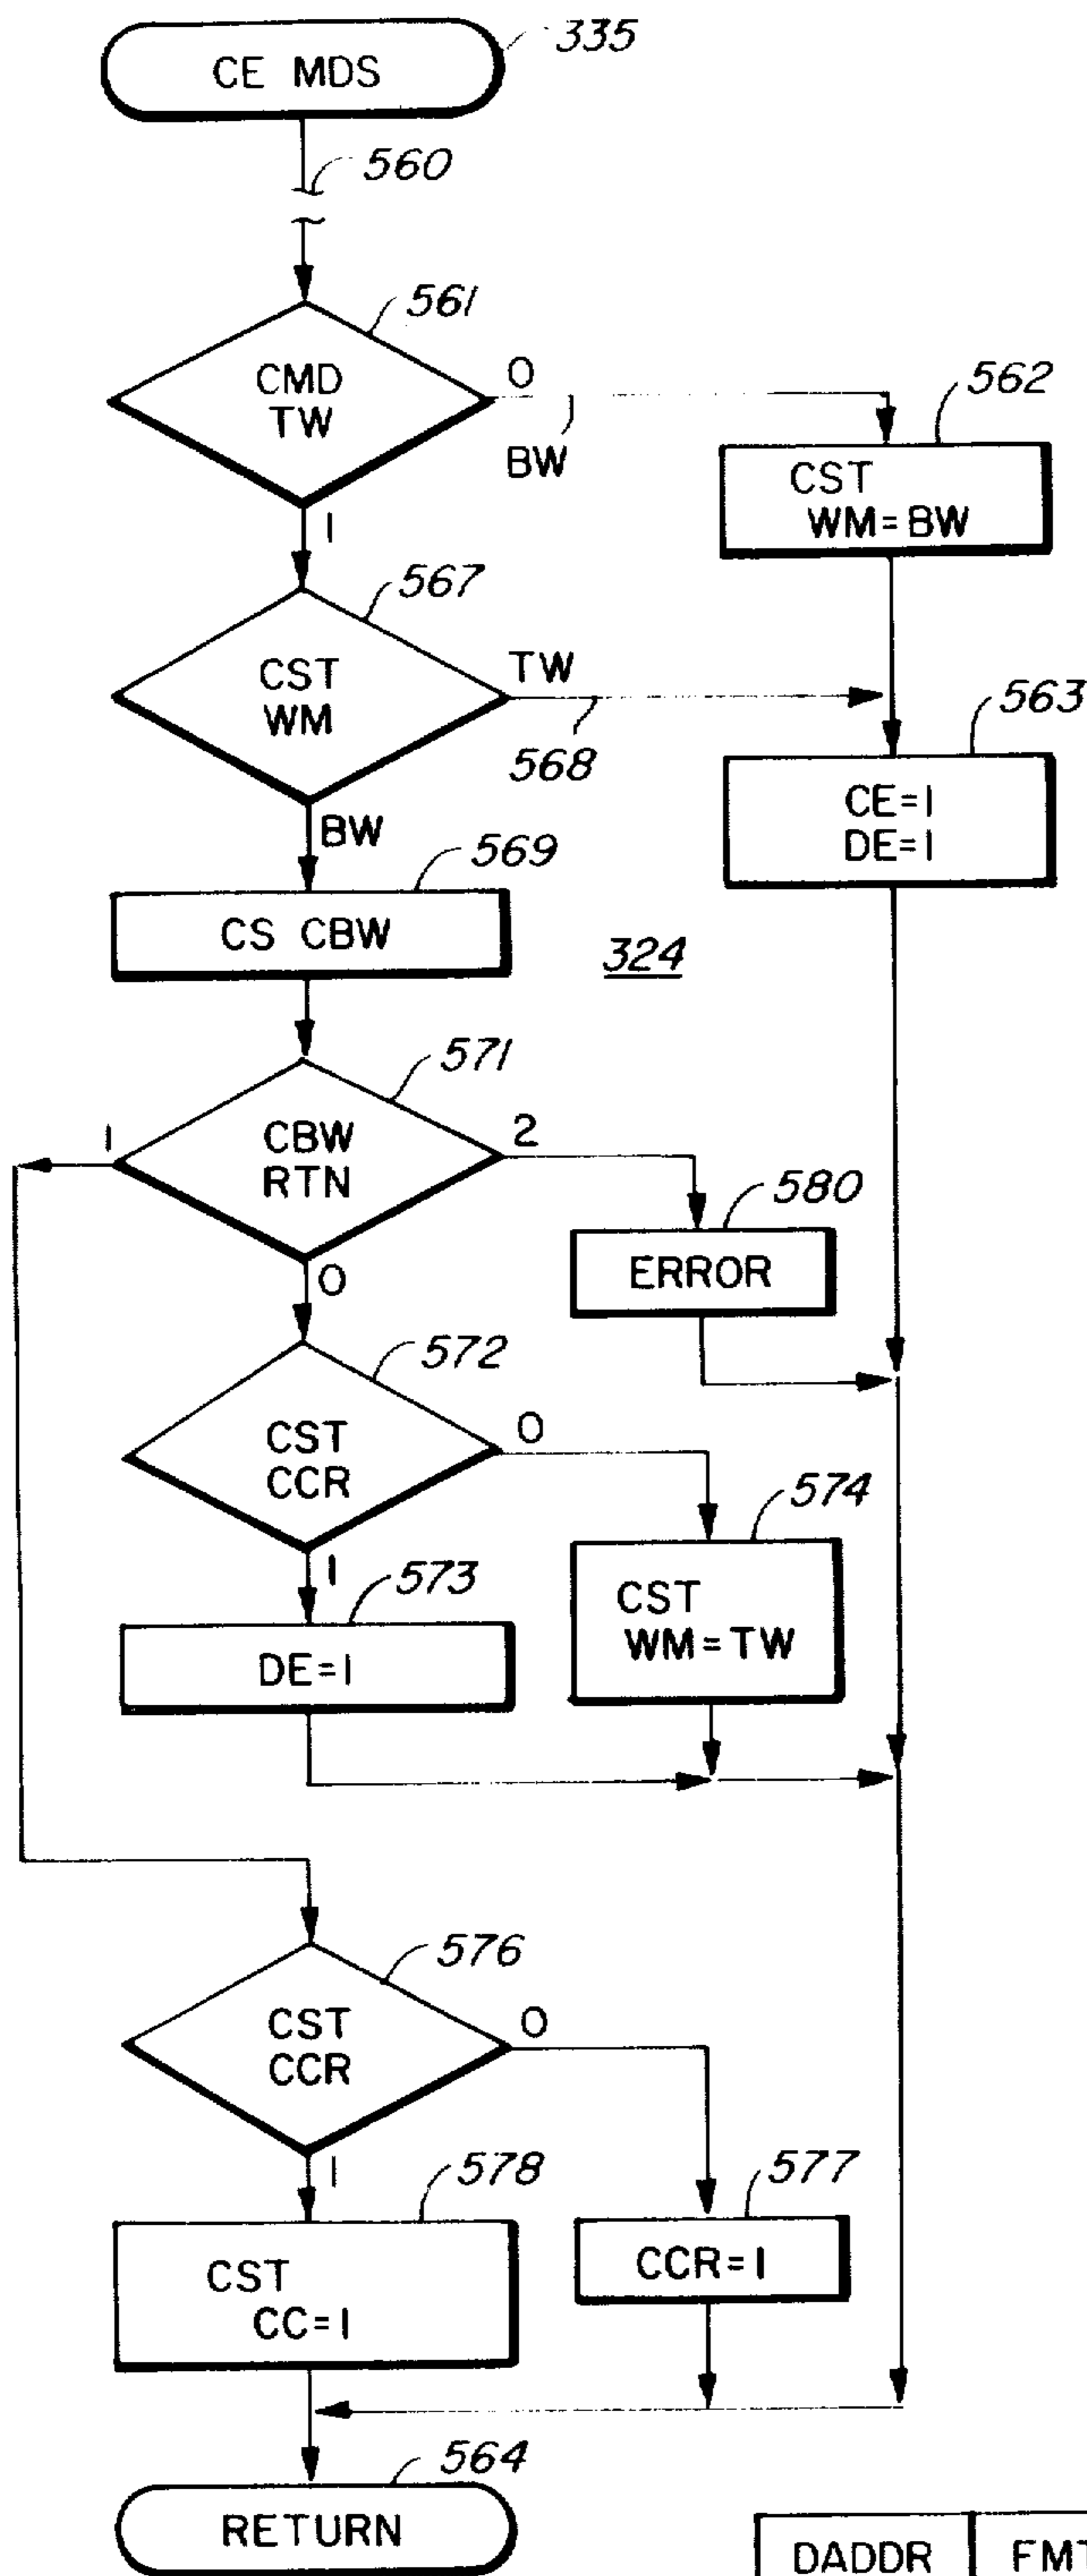 335
CE MDS
560
561
CMD
TW
0
BW
562
CST
WM=BW
1
567
CST
WM
TW
568
563
CE=1
DE=1
BW
569
CS CBW
324
571
CBW
RTN
1
2
580
ERROR
0
572
CST
CCR
0
574
CST
WM=TW
1
573
DE=1
576
CST
CCR
0
577
CCR=1
1
578
CST
CC=1
564
RETURN
DADDR
FMT